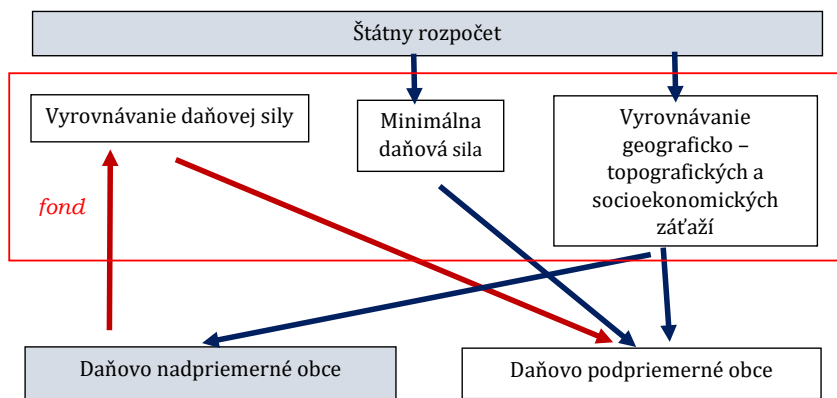 Štátny rozpočet
Vyrovnávanie daňovej sily
Minimálna
daňová sila
Vyrovnávanie
geograficko –
topografických a
socioekonomických
záťaží
fond
Daňovo nadpriemerné obce
Daňovo podpriemerné obce